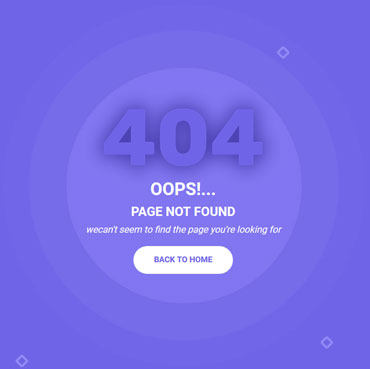 404
OOPS!...
PAGE NOT FOUND
wecan't seem to find the page you're looking for
BACK TO HOME